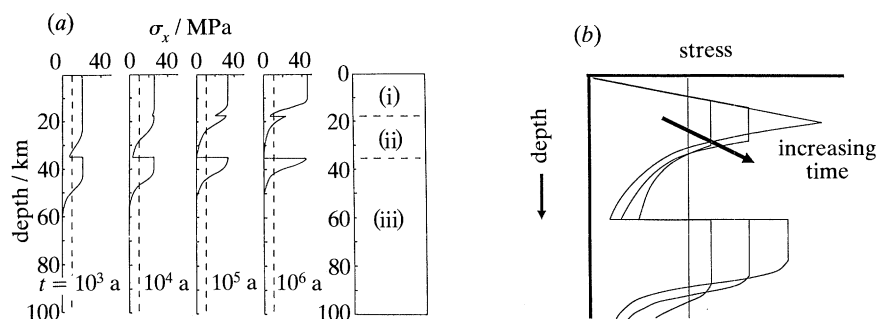 (a)
σx / MPa
0 40 0 40 0 40 0 40
0
20
40
60
80
100
depth / km
t = 10³ a 10⁴ a 10⁵ a 10⁶ a
0
20
40
60
80
100
(i)
(ii)
(iii)
(b)
stress
depth
increasing
time